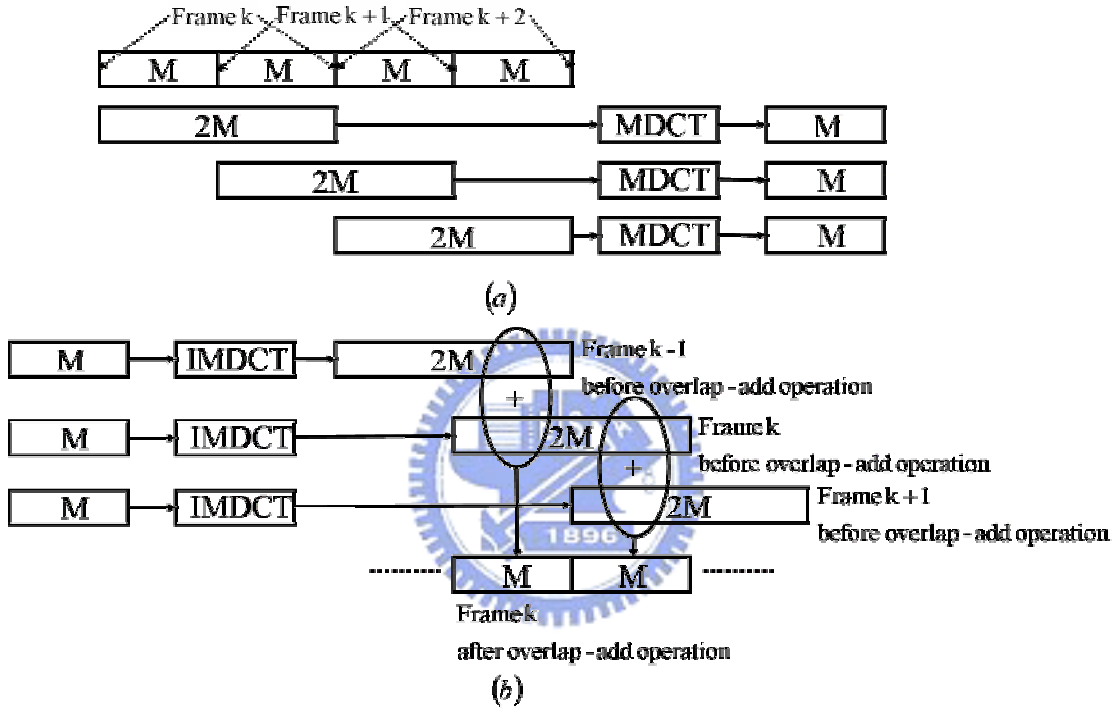 Frame k Frame k+1 Frame k+2
M M M M
2M MDCT M
2M MDCT M
2M MDCT M
(a)
M IMDCT 2M Frame k-1
before overlap-add operation
+
M IMDCT 2M Frame k
before overlap-add operation
+
M IMDCT 2M Frame k+1
before overlap-add operation
1896
M M
Frame k
after overlap-add operation
(b)